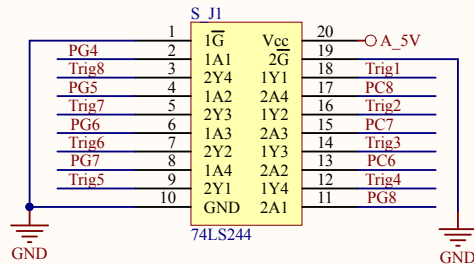 S_J1
1 1G̅ Vcc 20 A_5V
PG4 2 1A1 2G̅ 19
Trig8 3 2Y4 1Y1 18 Trig1
PG5 4 1A2 2A4 17 PC8
Trig7 5 2Y3 1Y2 16 Trig2
PG6 6 1A3 2A3 15 PC7
Trig6 7 2Y2 1Y3 14 Trig3
PG7 8 1A4 2A2 13 PC6
Trig5 9 2Y1 1Y4 12 Trig4
10 GND 2A1 11 PG8
74LS244
GND GND